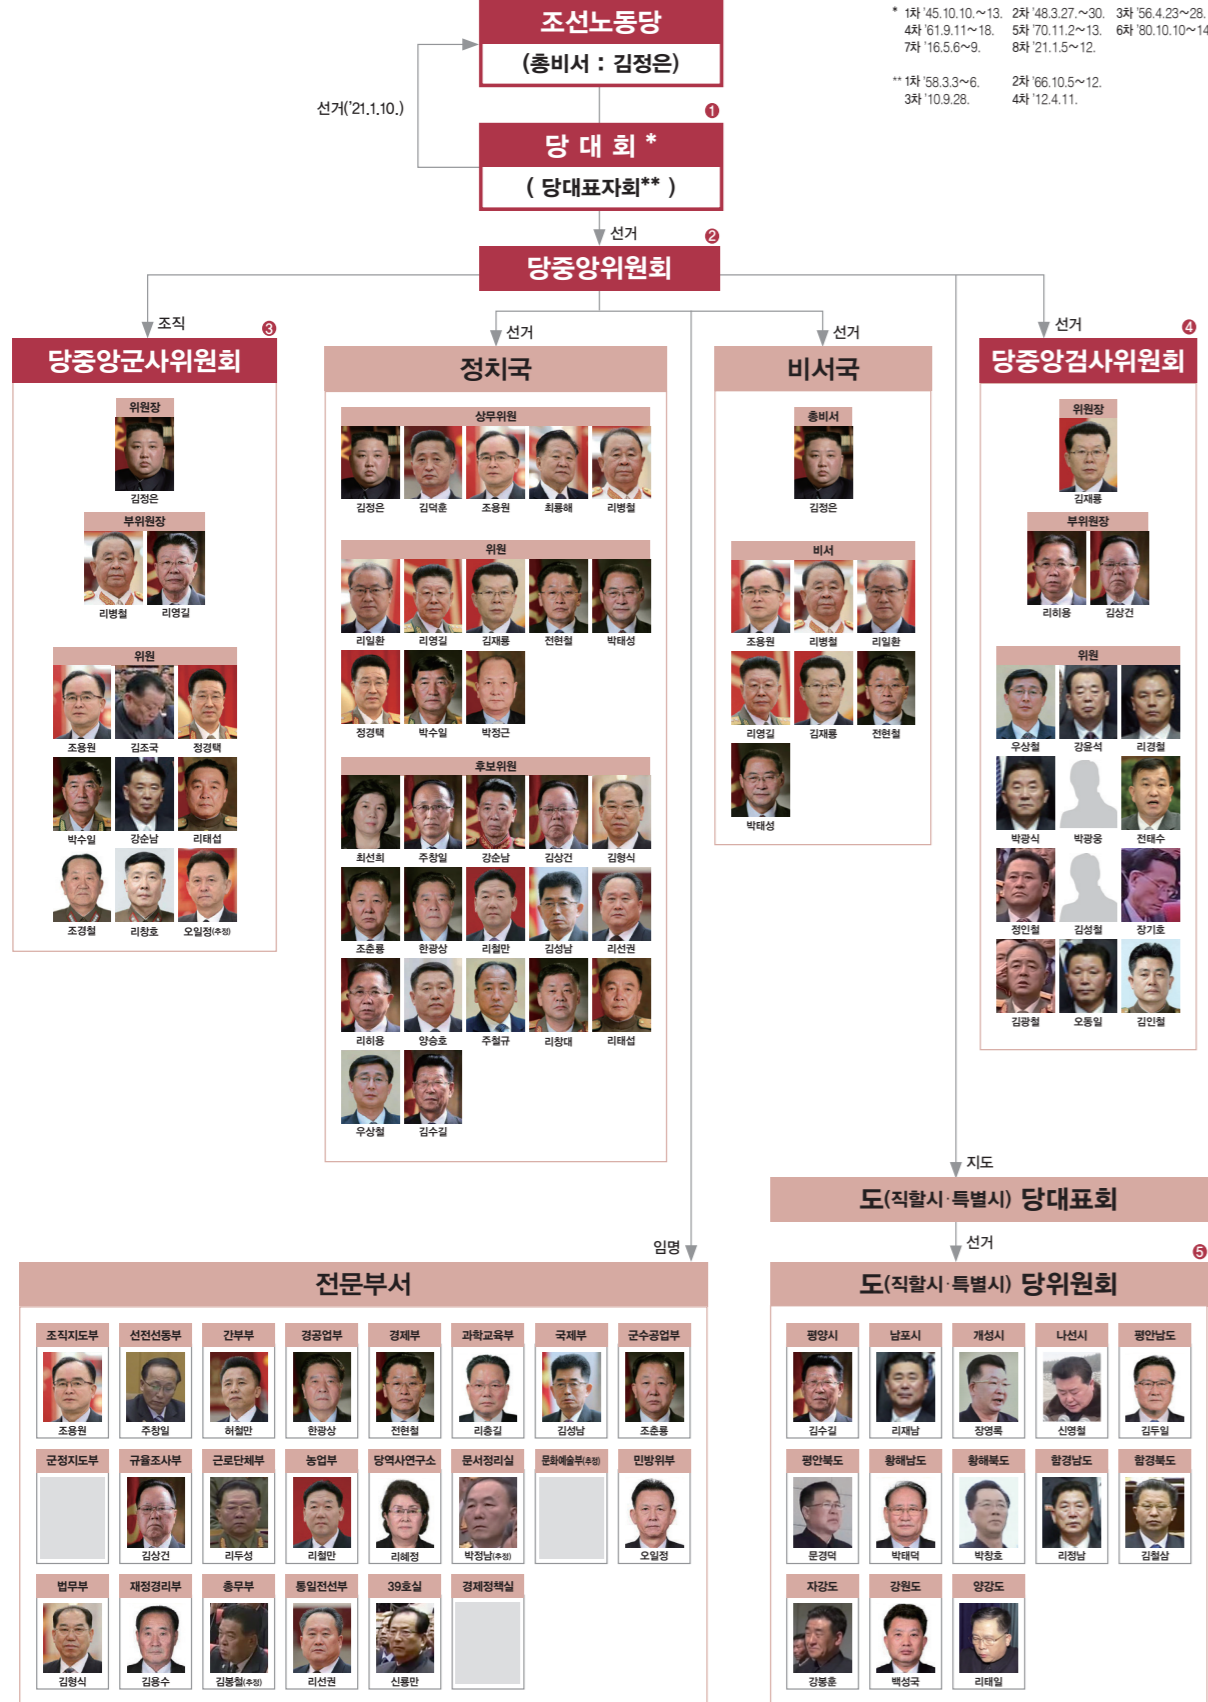 조선노동당
(총비서 : 김정은)
* 1차 '45.10.10.~13. 2차 '48.3.27.~30. 3차 '56.4.23~28.
4차 '61.9.11~18. 5차 '70.11.2~13. 6차 '80.10.10~14
7차 '16.5.6~9. 8차 '21.1.5~12.
** 1차 '58.3.3~6. 2차 '66.10.5~12.
3차 '10.9.28. 4차 '12.4.11.
선거('21.1.10.)
❶
당 대 회 *
( 당대표자회** )
선거
❷
당중앙위원회
조직
❸
당중앙군사위원회
위원장
김정은
부위원장
리병철 리영길
위원
조용원 김조국 정경택
박수일 강순남 리태섭
조경철 리창호 오일정(추정)
선거
정치국
상무위원
김정은 김덕훈 조용원 최룡해 리병철
위원
리일환 리영길 김재룡 전현철 박태성
정경택 박수일 박정근
후보위원
최선희 주창일 강순남 김상건 김형식
조춘룡 한광상 리철만 김성남 리선권
리히용 양승호 주철규 리창대 리태섭
우상철 김수길
선거
비서국
총비서
김정은
비서
조용원 리병철 리일환
리영길 김재룡 전현철
박태성
선거
❹
당중앙검사위원회
위원장
김재룡
부위원장
리히용 김상건
위원
우상철 강윤석 리경철
박광식 박광웅 전태수
정인철 김성철 장기호
김광철 오동일 김인철
임명
전문부서
조직지도부 선전선동부 간부부 경공업부 경제부 과학교육부 국제부 군수공업부
조용원 주창일 허철만 한광상 전현철 리충길 김성남 조춘룡
군정지도부 규율조사부 근로단체부 농업부 당역사연구소 문서정리실 문화예술부(추정) 민방위부
김상건 리두성 리철만 리혜정 박정남(추정) 오일정
법무부 재정경리부 총무부 통일전선부 39호실 경제정책실
김형식 김용수 김봉철(추정) 리선권 신룡만
지도
도(직할시·특별시) 당대표회
선거
❺
도(직할시·특별시) 당위원회
평양시 남포시 개성시 나선시 평안남도
김수길 리재남 장영록 신영철 김두일
평안북도 황해남도 황해북도 함경남도 함경북도
문경덕 박태덕 박창호 리정남 김철삼
자강도 강원도 양강도
강봉훈 백성국 리태일